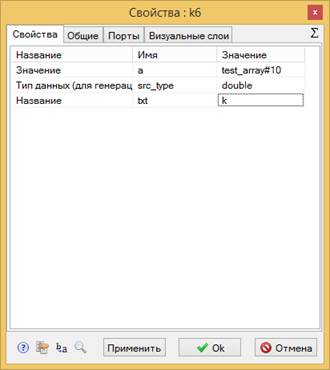 Свойства : k6
x
Свойства Общие Порты Визуальные слои Σ
Название Имя Значение
Значение a test_array#10
Тип данных (для генерац src_type double
Название txt k
? b a Применить Ok Отмена